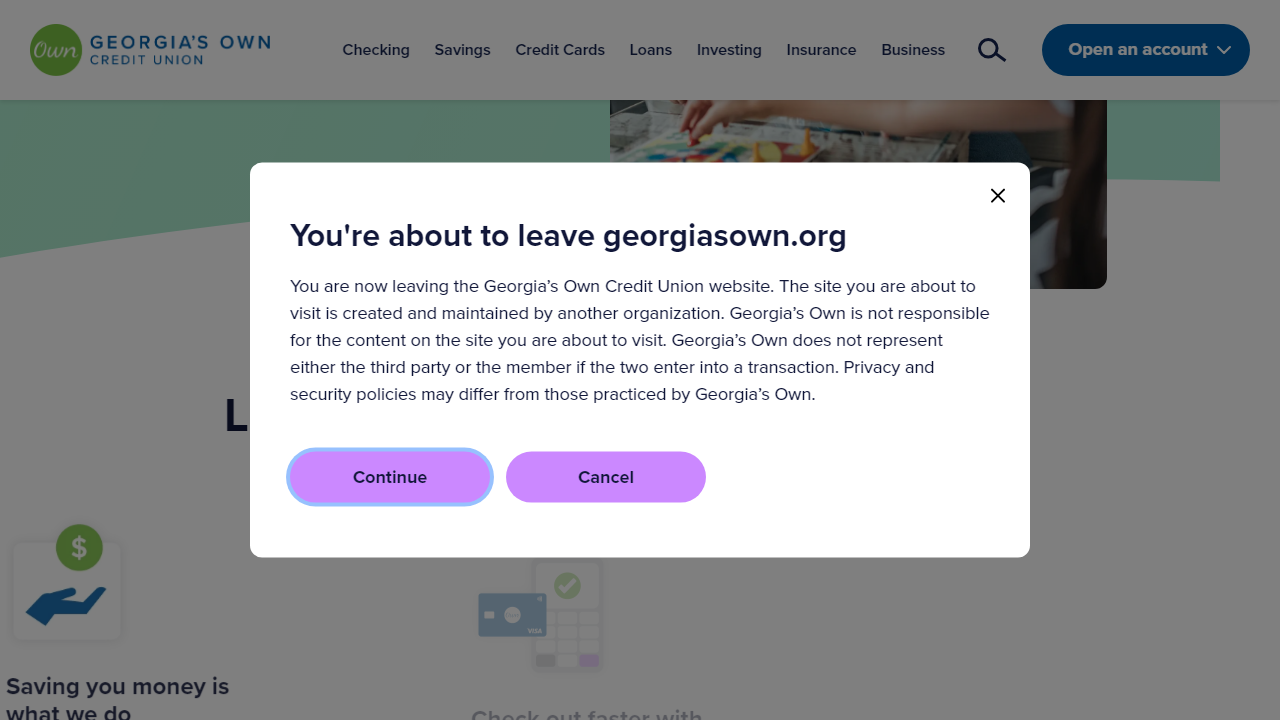 Own GEORGIA'S OWN
CREDIT UNION
Checking Savings Credit Cards Loans Investing Insurance Business Open an account
You're about to leave georgiasown.org
You are now leaving the Georgia’s Own Credit Union website. The site you are about to
visit is created and maintained by another organization. Georgia’s Own is not responsible
for the content on the site you are about to visit. Georgia’s Own does not represent
either the third party or the member if the two enter into a transaction. Privacy and
security policies may differ from those practiced by Georgia’s Own.
L
Continue Cancel
$
VISA
Saving you money is
what we do
Check out faster with